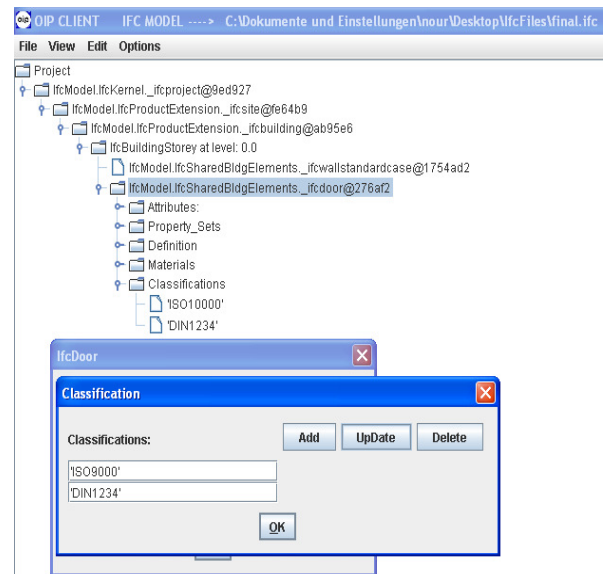 OIP CLIENT IFC MODEL ----> C:\Dokumente und Einstellungen\nour\Desktop\IfcFiles\final.ifc
File View Edit Options
Project
IfcModel.IfcKernel._ifcproject@9ed927
IfcModel.IfcProductExtension._ifcsite@fe64b9
IfcModel.IfcProductExtension._ifcbuilding@ab95e6
IfcBuildingStorey at level: 0.0
IfcModel.IfcSharedBldgElements._ifcwallstandardcase@1754ad2
IfcModel.IfcSharedBldgElements._ifcdoor@276af2
Attributes:
Property_Sets
Definition
Materials
Classifications
'ISO10000'
'DIN1234'
IfcDoor
Classification
Classifications: Add UpDate Delete
'ISO9000'
'DIN1234'
OK